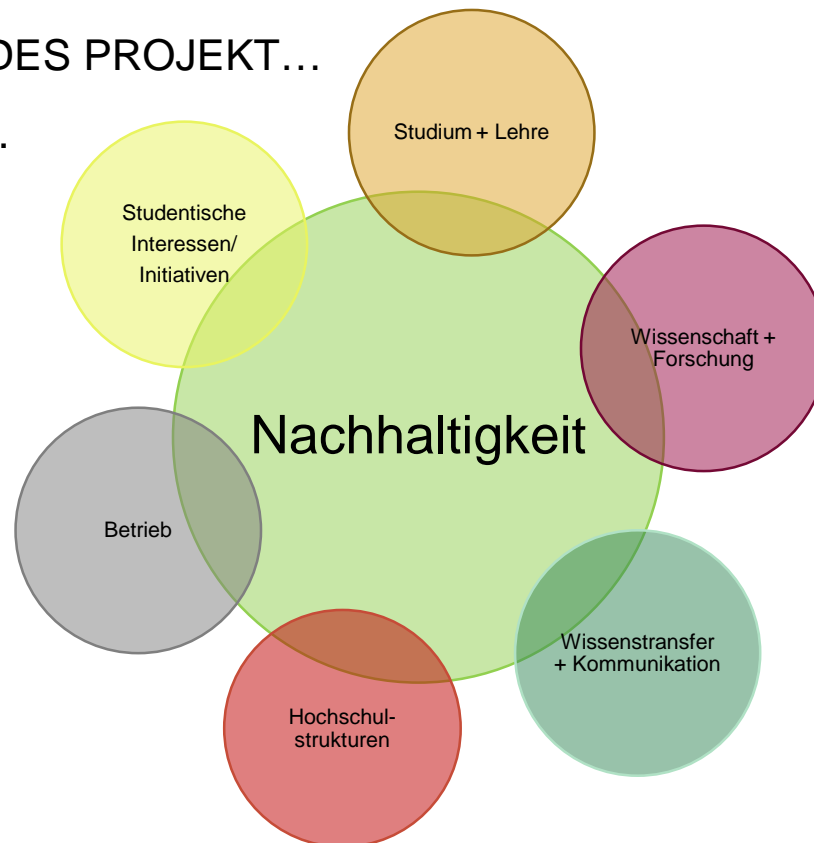 DES PROJEKT…
.
Studium + Lehre
Studentische
Interessen/
Initiativen
Wissenschaft +
Forschung
Nachhaltigkeit
Betrieb
Wissenstransfer
+ Kommunikation
Hochschul-
strukturen